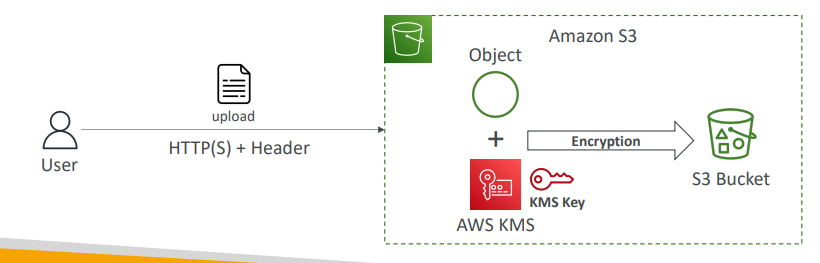 Amazon S3
Object
upload
HTTP(S) + Header
User
+
Encryption
KMS Key
AWS KMS
S3 Bucket